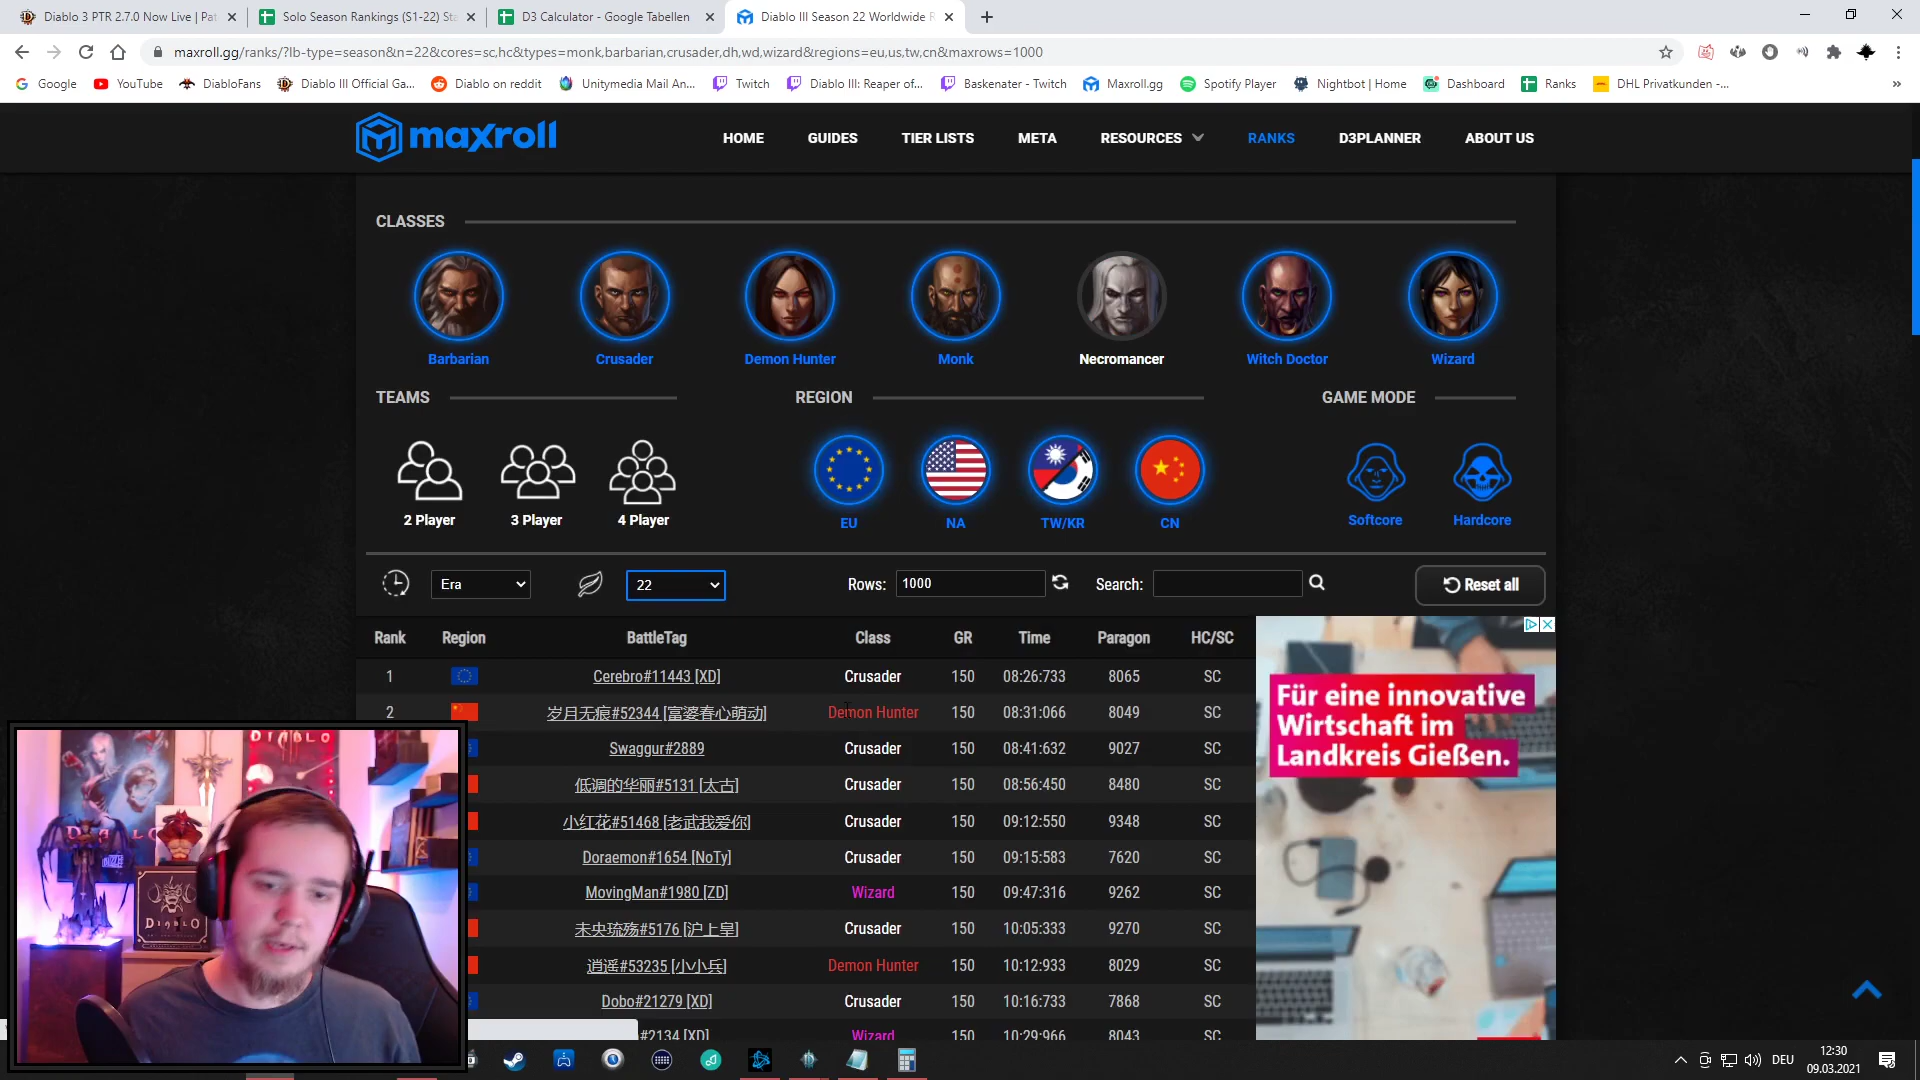 Diablo 3 PTR 2.7.0 Now Live | Pat
Solo Season Rankings (S1-22) Sta
D3 Calculator - Google Tabellen
Diablo III Season 22 Worldwide R
maxroll.gg/ranks/?lb-type=season&n=22&cores=sc,hc&types=monk,barbarian,crusader,dh,wd,wizard&regions=eu,us,tw,cn&maxrows=1000
Google YouTube DiabloFans Diablo III Official Ga... Diablo on reddit Unitymedia Mail An... Twitch Diablo III: Reaper of... Baskenater - Twitch Maxroll.gg Spotify Player Nightbot | Home Dashboard Ranks DHL Privatkunden -... »
maxroll HOME GUIDES TIER LISTS META RESOURCES RANKS D3PLANNER ABOUT US
CLASSES
Barbarian Crusader Demon Hunter Monk Necromancer Witch Doctor Wizard
TEAMS REGION GAME MODE
2 Player 3 Player 4 Player EU NA TW/KR CN Softcore Hardcore
Era 22 Rows: 1000 Search: Reset all
Rank Region BattleTag Class GR Time Paragon HC/SC
1 Cerebro#11443 [XD] Crusader 150 08:26:733 8065 SC
2 岁月无痕#52344 [富婆春心萌动] Demon Hunter 150 08:31:066 8049 SC
Swaggur#2889 Crusader 150 08:41:632 9027 SC
低调的华丽#5131 [太古] Crusader 150 08:56:450 8480 SC
小红花#51468 [老武我爱你] Crusader 150 09:12:550 9348 SC
Doraemon#1654 [NoTy] Crusader 150 09:15:583 7620 SC
MovingMan#1980 [ZD] Wizard 150 09:47:316 9262 SC
未央琉殇#5176 [沪上皇] Crusader 150 10:05:333 9270 SC
逍遥#53235 [小小兵] Demon Hunter 150 10:12:933 8029 SC
Dobo#21279 [XD] Crusader 150 10:16:733 7868 SC
#2134 [XD] Wizard 150 10:29:966 8043 SC
Für eine innovative
Wirtschaft im
Landkreis Gießen.
DIABLO
DIABLO
DEU
12:30
09.03.2021